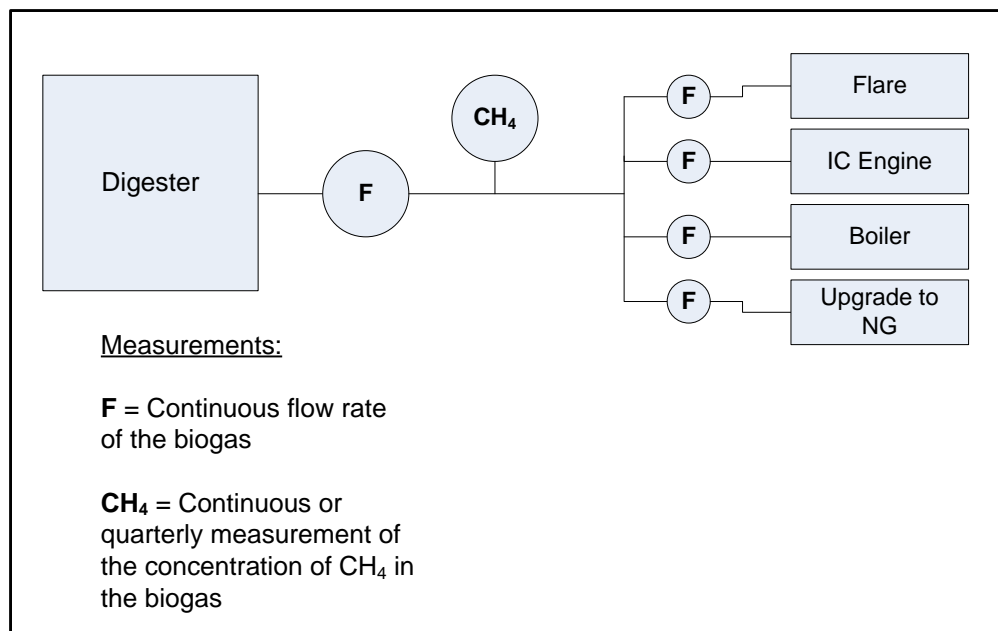 Digester
F
CH₄
F
Flare
F
IC Engine
F
Boiler
F
Upgrade to
NG
Measurements:
F = Continuous flow rate
of the biogas
CH₄ = Continuous or
quarterly measurement of
the concentration of CH₄ in
the biogas